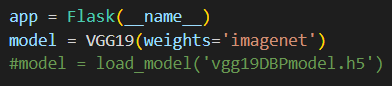 app = Flask(__name__)
model = VGG19(weights='imagenet')
#model = load_model('vgg19DBPmodel.h5')